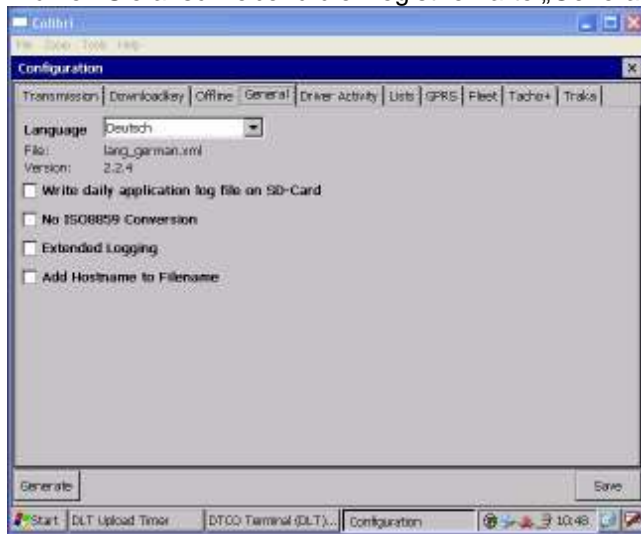 Colibri
File Zoom Tools Help
Configuration
Transmission Downloadkey Offline General Driver Activity Lists GPRS Fleet Tacho+ Traka
Language Deutsch
File: lang_german.xml
Version: 2.2.4
Write daily application log file on SD-Card
No ISO8859 Conversion
Extended Logging
Add Hostname to Filename
Generate Save
Start DLT Upload Timer DTCO Terminal (DLT)... Configuration 10:48